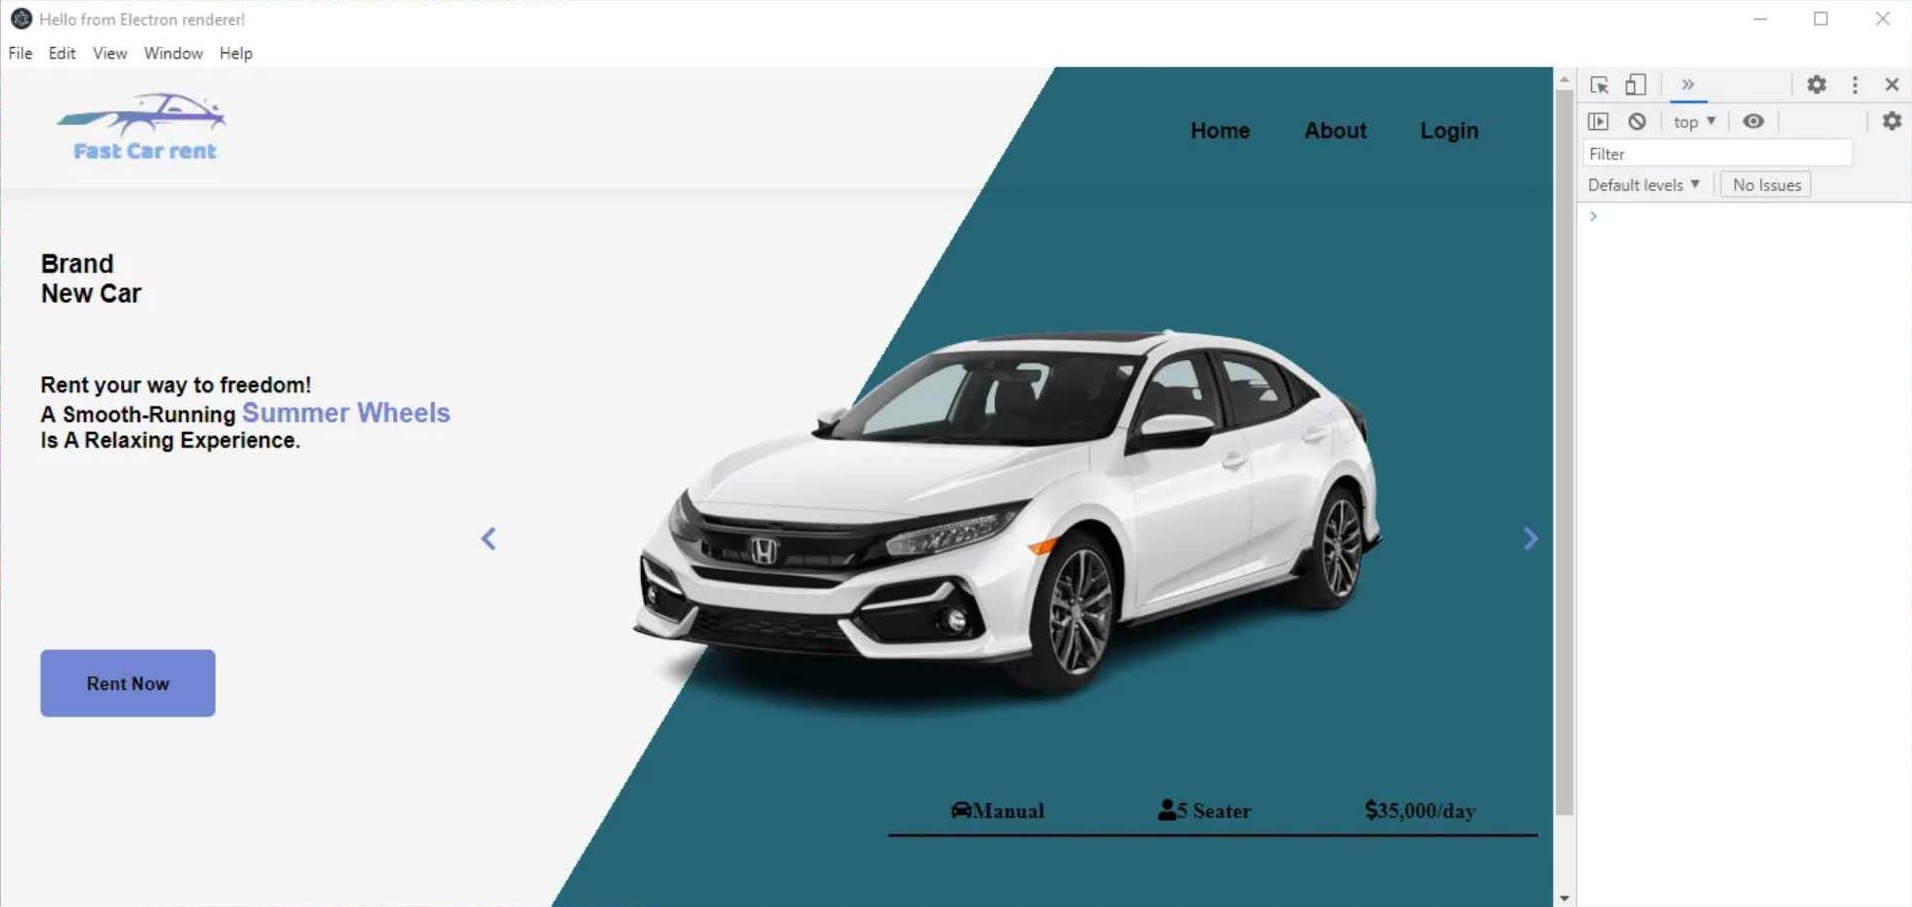 Hello from Electron renderer!
File Edit View Window Help
Fast Car rent
Home About Login
Brand
New Car
Rent your way to freedom!
A Smooth-Running Summer Wheels
Is A Relaxing Experience.
Rent Now
Manual 5 Seater $35,000/day
top
Filter
Default levels No Issues